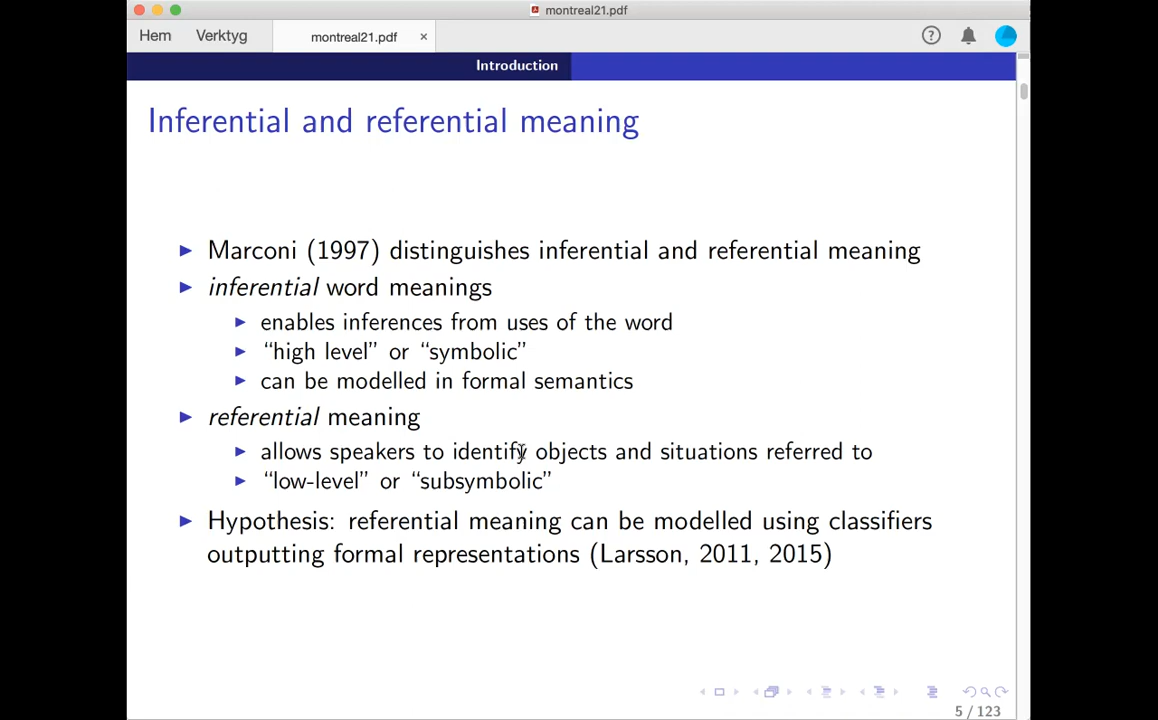 montreal21.pdf
Hem Verktyg montreal21.pdf × ?
Introduction
Inferential and referential meaning
Marconi (1997) distinguishes inferential and referential meaning
inferential word meanings
enables inferences from uses of the word
“high level” or “symbolic”
can be modelled in formal semantics
referential meaning
allows speakers to identify objects and situations referred to
“low-level” or “subsymbolic”
Hypothesis: referential meaning can be modelled using classifiers
outputting formal representations (Larsson, 2011, 2015)
5 / 123